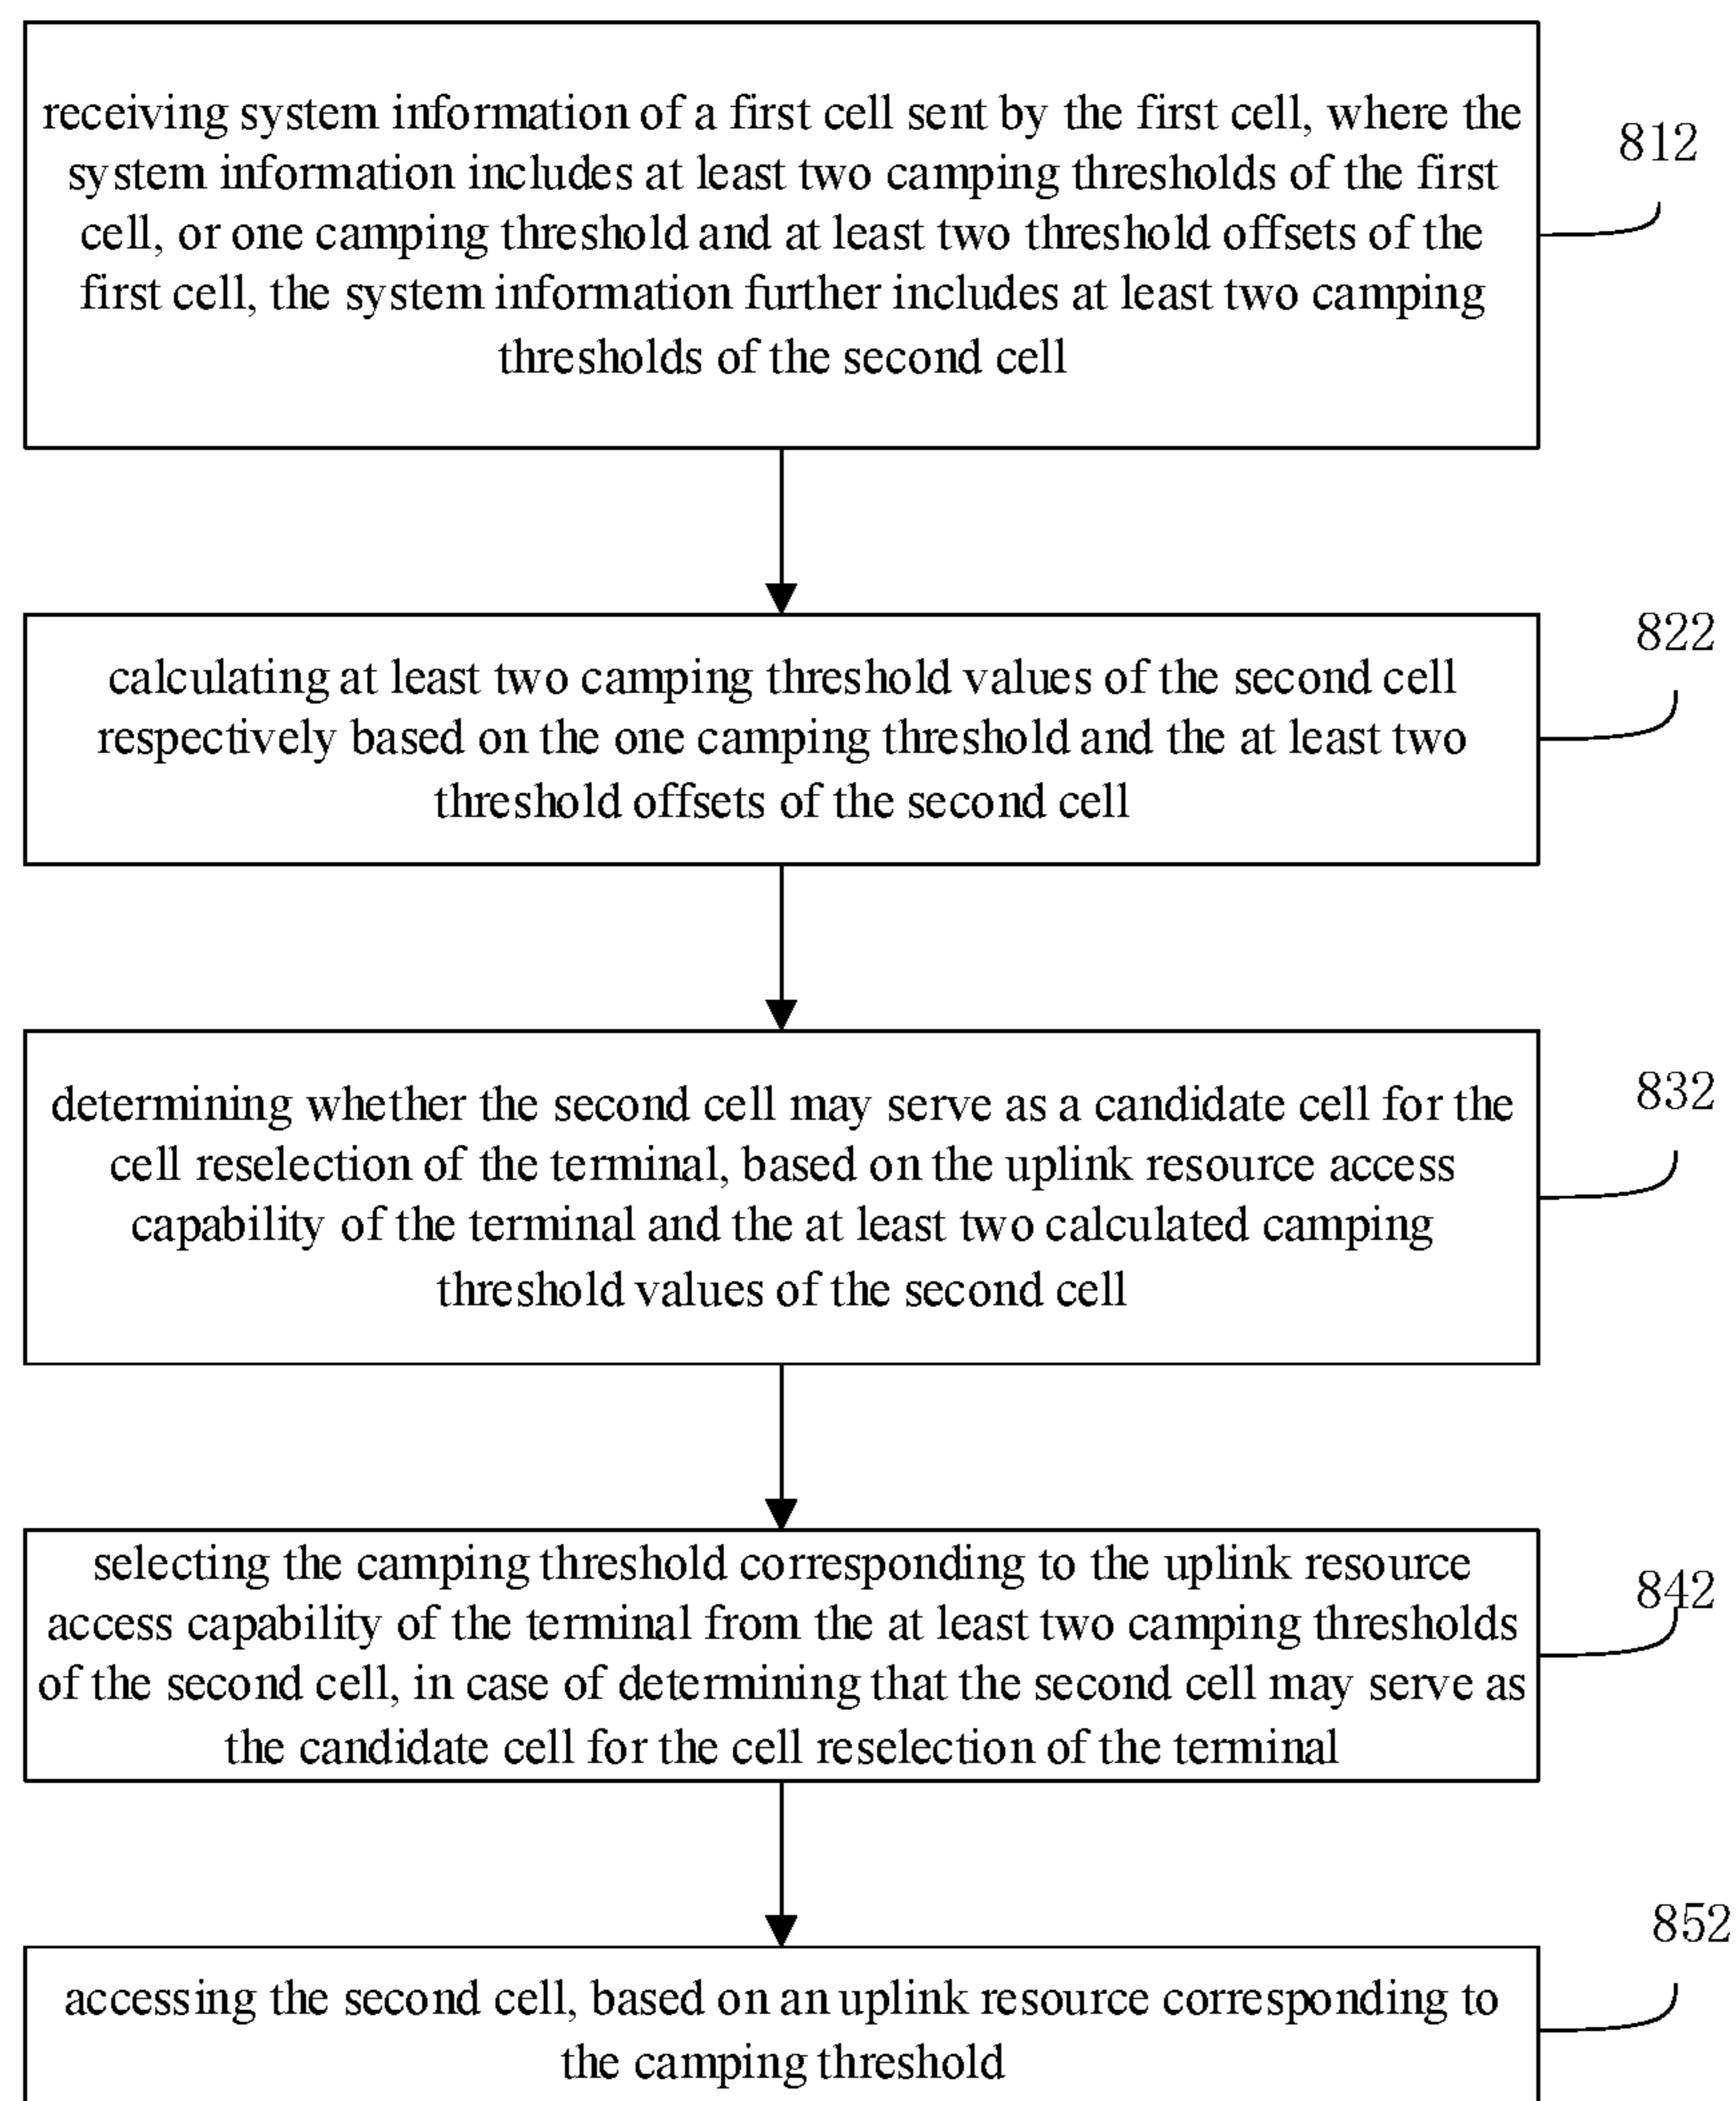 receiving system information of a first cell sent by the first cell, where the
system information includes at least two camping thresholds of the first
cell, or one camping threshold and at least two threshold offsets of the
first cell, the system information further includes at least two camping
thresholds of the second cell
812
calculating at least two camping threshold values of the second cell
respectively based on the one camping threshold and the at least two
threshold offsets of the second cell
822
determining whether the second cell may serve as a candidate cell for the
cell reselection of the terminal, based on the uplink resource access
capability of the terminal and the at least two calculated camping
threshold values of the second cell
832
selecting the camping threshold corresponding to the uplink resource
access capability of the terminal from the at least two camping thresholds
of the second cell, in case of determining that the second cell may serve as
the candidate cell for the cell reselection of the terminal
842
accessing the second cell, based on an uplink resource corresponding to
the camping threshold
852